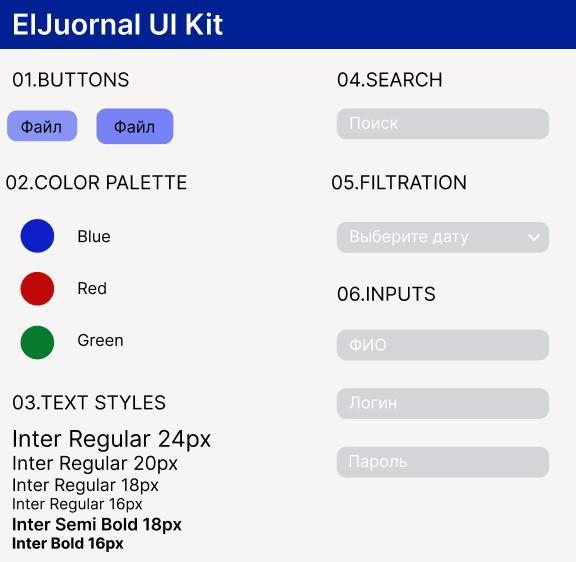 ElJuornal UI Kit
01.BUTTONS
Файл
Файл
02.COLOR PALETTE
Blue
Red
Green
03.TEXT STYLES
Inter Regular 24px
Inter Regular 20px
Inter Regular 18px
Inter Regular 16px
Inter Semi Bold 18px
Inter Bold 16px
04.SEARCH
Поиск
05.FILTRATION
Выберите дату
06.INPUTS
ФИО
Логин
Пароль